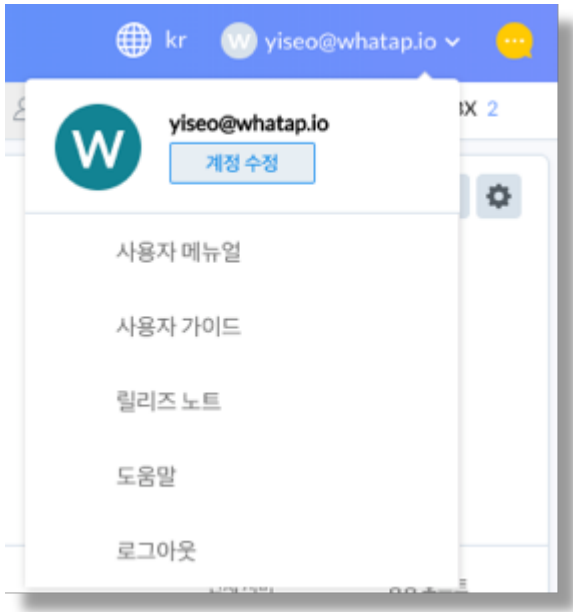 kr W yiseo@whatap.io
3X 2
W yiseo@whatap.io
계정 수정
사용자 메뉴얼
사용자 가이드
릴리즈 노트
도움말
로그아웃